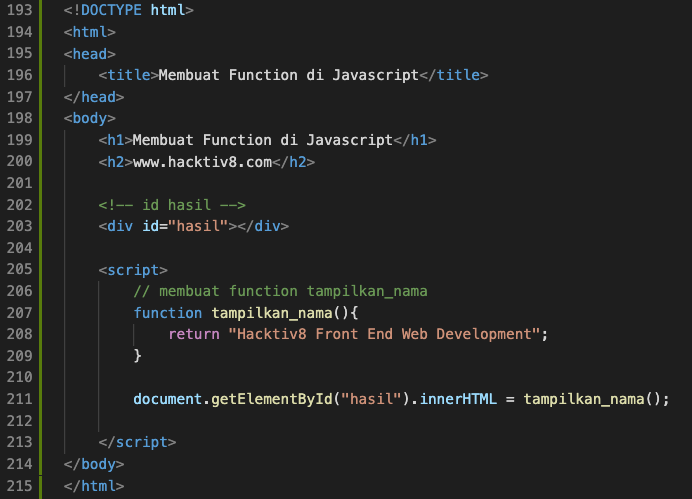 193 <!DOCTYPE html>
194 <html>
195 <head>
196     <title>Membuat Function di Javascript</title>
197 </head>
198 <body>
199     <h1>Membuat Function di Javascript</h1>
200     <h2>www.hacktiv8.com</h2>
201
202     <!-- id hasil -->
203     <div id="hasil"></div>
204
205     <script>
206         // membuat function tampilkan_nama
207         function tampilkan_nama(){
208             return "Hacktiv8 Front End Web Development";
209         }
210
211         document.getElementById("hasil").innerHTML = tampilkan_nama();
212
213     </script>
214 </body>
215 </html>